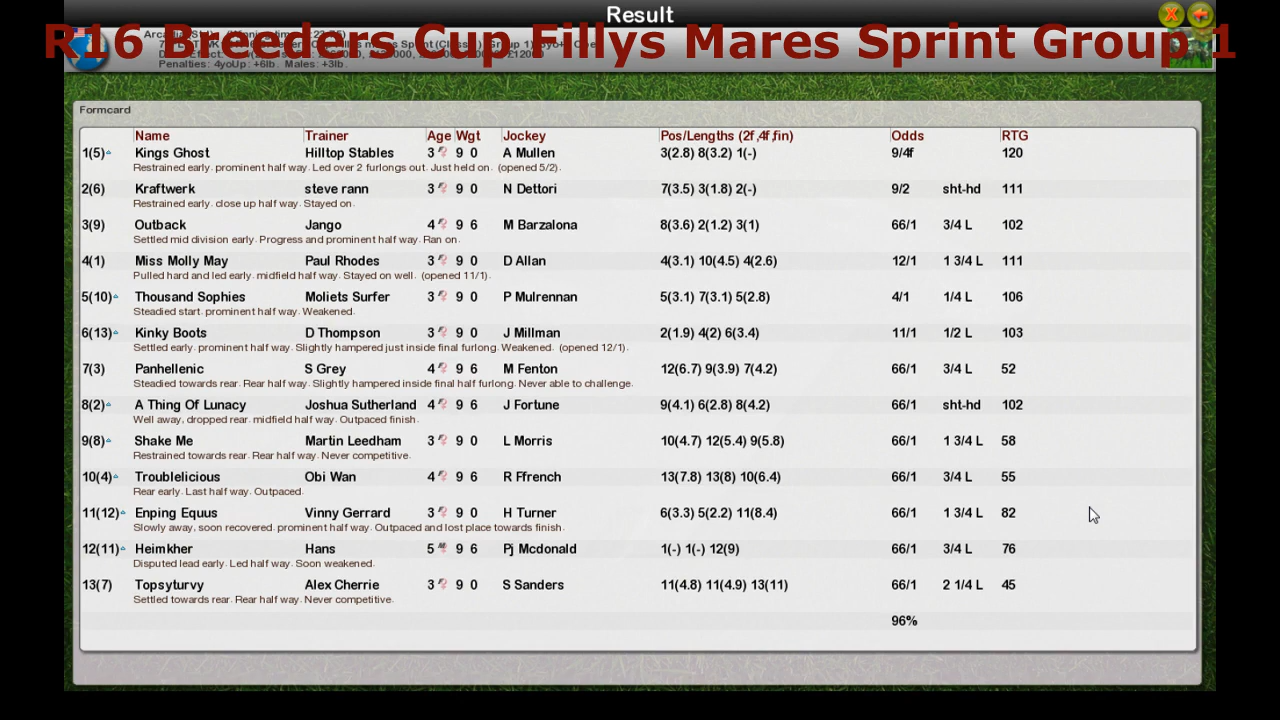 Result
R16 Breeders Cup Fillys Mares Sprint Group 1
Penalties: 4yoUp: +6lb. Males: +3lb.
Formcard
Name Trainer Age Wgt Jockey Pos/Lengths (2f,4f,fin) Odds RTG
1(5) Kings Ghost Hilltop Stables 3 9 0 A Mullen 3(2.8) 8(3.2) 1(-) 9/4f 120
Restrained early. prominent half way. Led over 2 furlongs out. Just held on. (opened 5/2).
2(6) Kraftwerk steve rann 3 9 0 N Dettori 7(3.5) 3(1.8) 2(-) 9/2 sht-hd 111
Restrained early. close up half way. Stayed on.
3(9) Outback Jango 4 9 6 M Barzalona 8(3.6) 2(1.2) 3(1) 66/1 3/4 L 102
Settled mid division early. Progress and prominent half way. Ran on.
4(1) Miss Molly May Paul Rhodes 3 9 0 D Allan 4(3.1) 10(4.5) 4(2.6) 12/1 1 3/4 L 111
Pulled hard and led early. midfield half way. Stayed on well. (opened 11/1).
5(10) Thousand Sophies Moliets Surfer 3 9 0 P Mulrennan 5(3.1) 7(3.1) 5(2.8) 4/1 1/4 L 106
Steadied start. prominent half way. Weakened.
6(13) Kinky Boots D Thompson 3 9 0 J Millman 2(1.9) 4(2) 6(3.4) 11/1 1/2 L 103
Settled early. prominent half way. Slightly hampered just inside final furlong. Weakened. (opened 12/1).
7(3) Panhellenic S Grey 4 9 6 M Fenton 12(6.7) 9(3.9) 7(4.2) 66/1 3/4 L 52
Steadied towards rear. Rear half way. Slightly hampered inside final half furlong. Never able to challenge.
8(2) A Thing Of Lunacy Joshua Sutherland 4 9 6 J Fortune 9(4.1) 6(2.8) 8(4.2) 66/1 sht-hd 102
Well away, dropped rear. midfield half way. Outpaced finish.
9(8) Shake Me Martin Leedham 3 9 0 L Morris 10(4.7) 12(5.4) 9(5.8) 66/1 1 3/4 L 58
Restrained towards rear. Rear half way. Never competitive.
10(4) Troublelicious Obi Wan 4 9 6 R Ffrench 13(7.8) 13(8) 10(6.4) 66/1 3/4 L 55
Rear early. Last half way. Outpaced.
11(12) Enping Equus Vinny Gerrard 3 9 0 H Turner 6(3.3) 5(2.2) 11(8.4) 66/1 1 3/4 L 82
Slowly away, soon recovered. prominent half way. Outpaced and lost place towards finish.
12(11) Heimkher Hans 5 9 6 Pj Mcdonald 1(-) 1(-) 12(9) 66/1 3/4 L 76
Disputed lead early. Led half way. Soon weakened.
13(7) Topsyturvy Alex Cherrie 3 9 0 S Sanders 11(4.8) 11(4.9) 13(11) 66/1 2 1/4 L 45
Settled towards rear. Rear half way. Never competitive.
96%